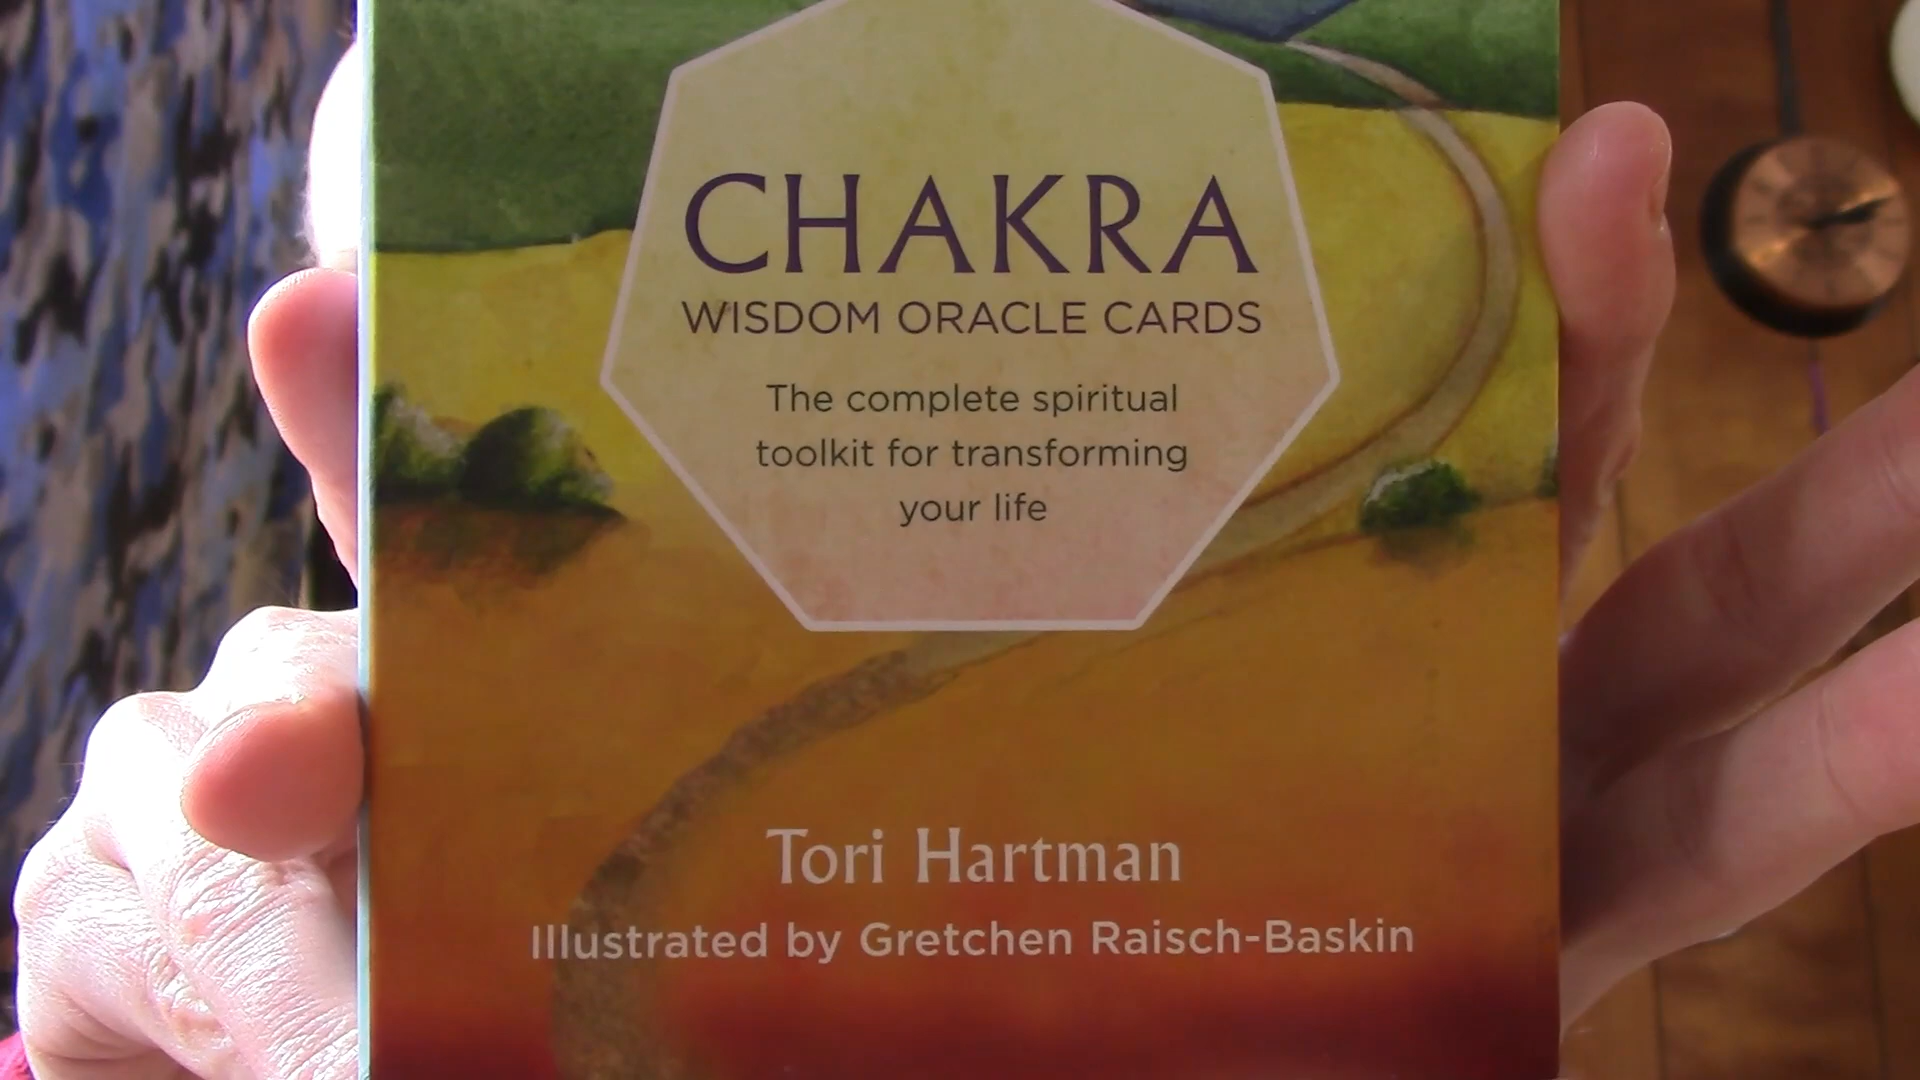 CHAKRA
WISDOM ORACLE CARDS
The complete spiritual
toolkit for transforming
your life
Tori Hartman
Illustrated by Gretchen Raisch-Baskin